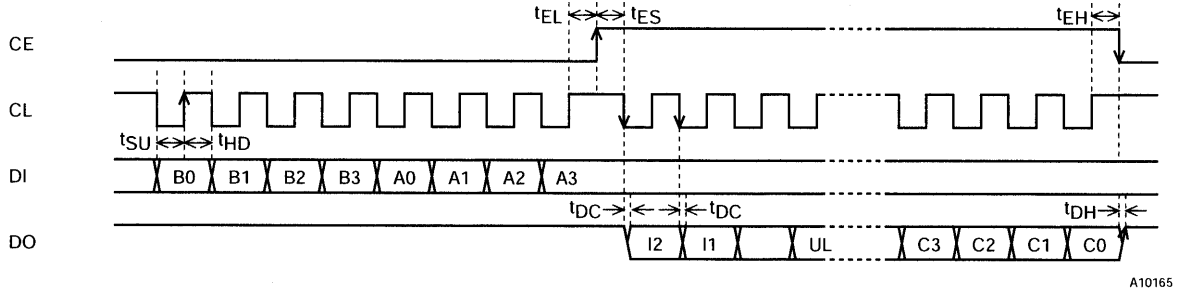 tEL tES tEH
CE
CL
tSU tHD
DI B0 B1 B2 B3 A0 A1 A2 A3
tDC tDC tDH
DO I2 I1 UL C3 C2 C1 C0
A10165